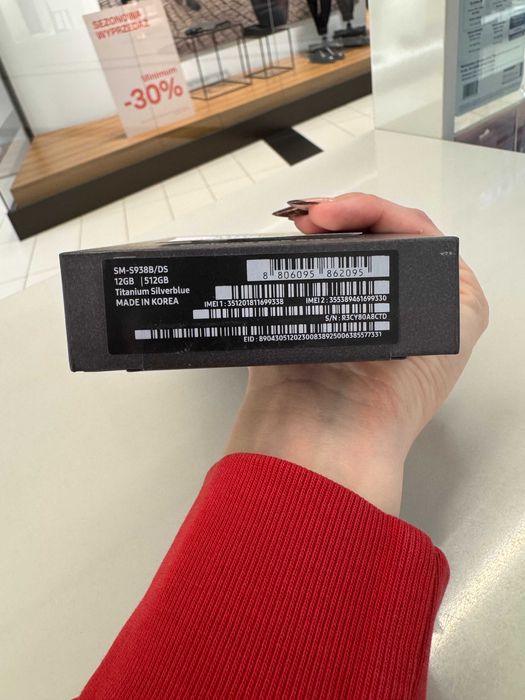 SEZONOWA
WYPRZEDAŻ
Minimum
-30%
SM-S938B/DS
12GB | 512GB
Titanium Silverblue
MADE IN KOREA
8 806095 862095
IMEI 1 : 351201811699338
IMEI 2 : 355389461699330
S/N : R3CY80A8CTD
EID : 89043051202300838925006385577331